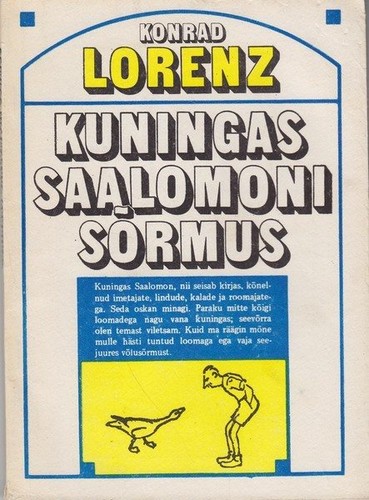 KONRAD
LORENZ
KUNINGAS
SAALOMONI
SÕRMUS
Kuningas Saalomon, nii seisab kirjas, kõnel-
nud imetajate, lindude, kalade ja roomajate-
ga. Seda oskan minagi. Paraku mitte kõigi
loomadega nagu vana kuningas; seevõrra
olen temast viletsam. Kuid ma räägin mõne
mulle hästi tuntud loomaga ega vaja see-
juures võlusõrmust.